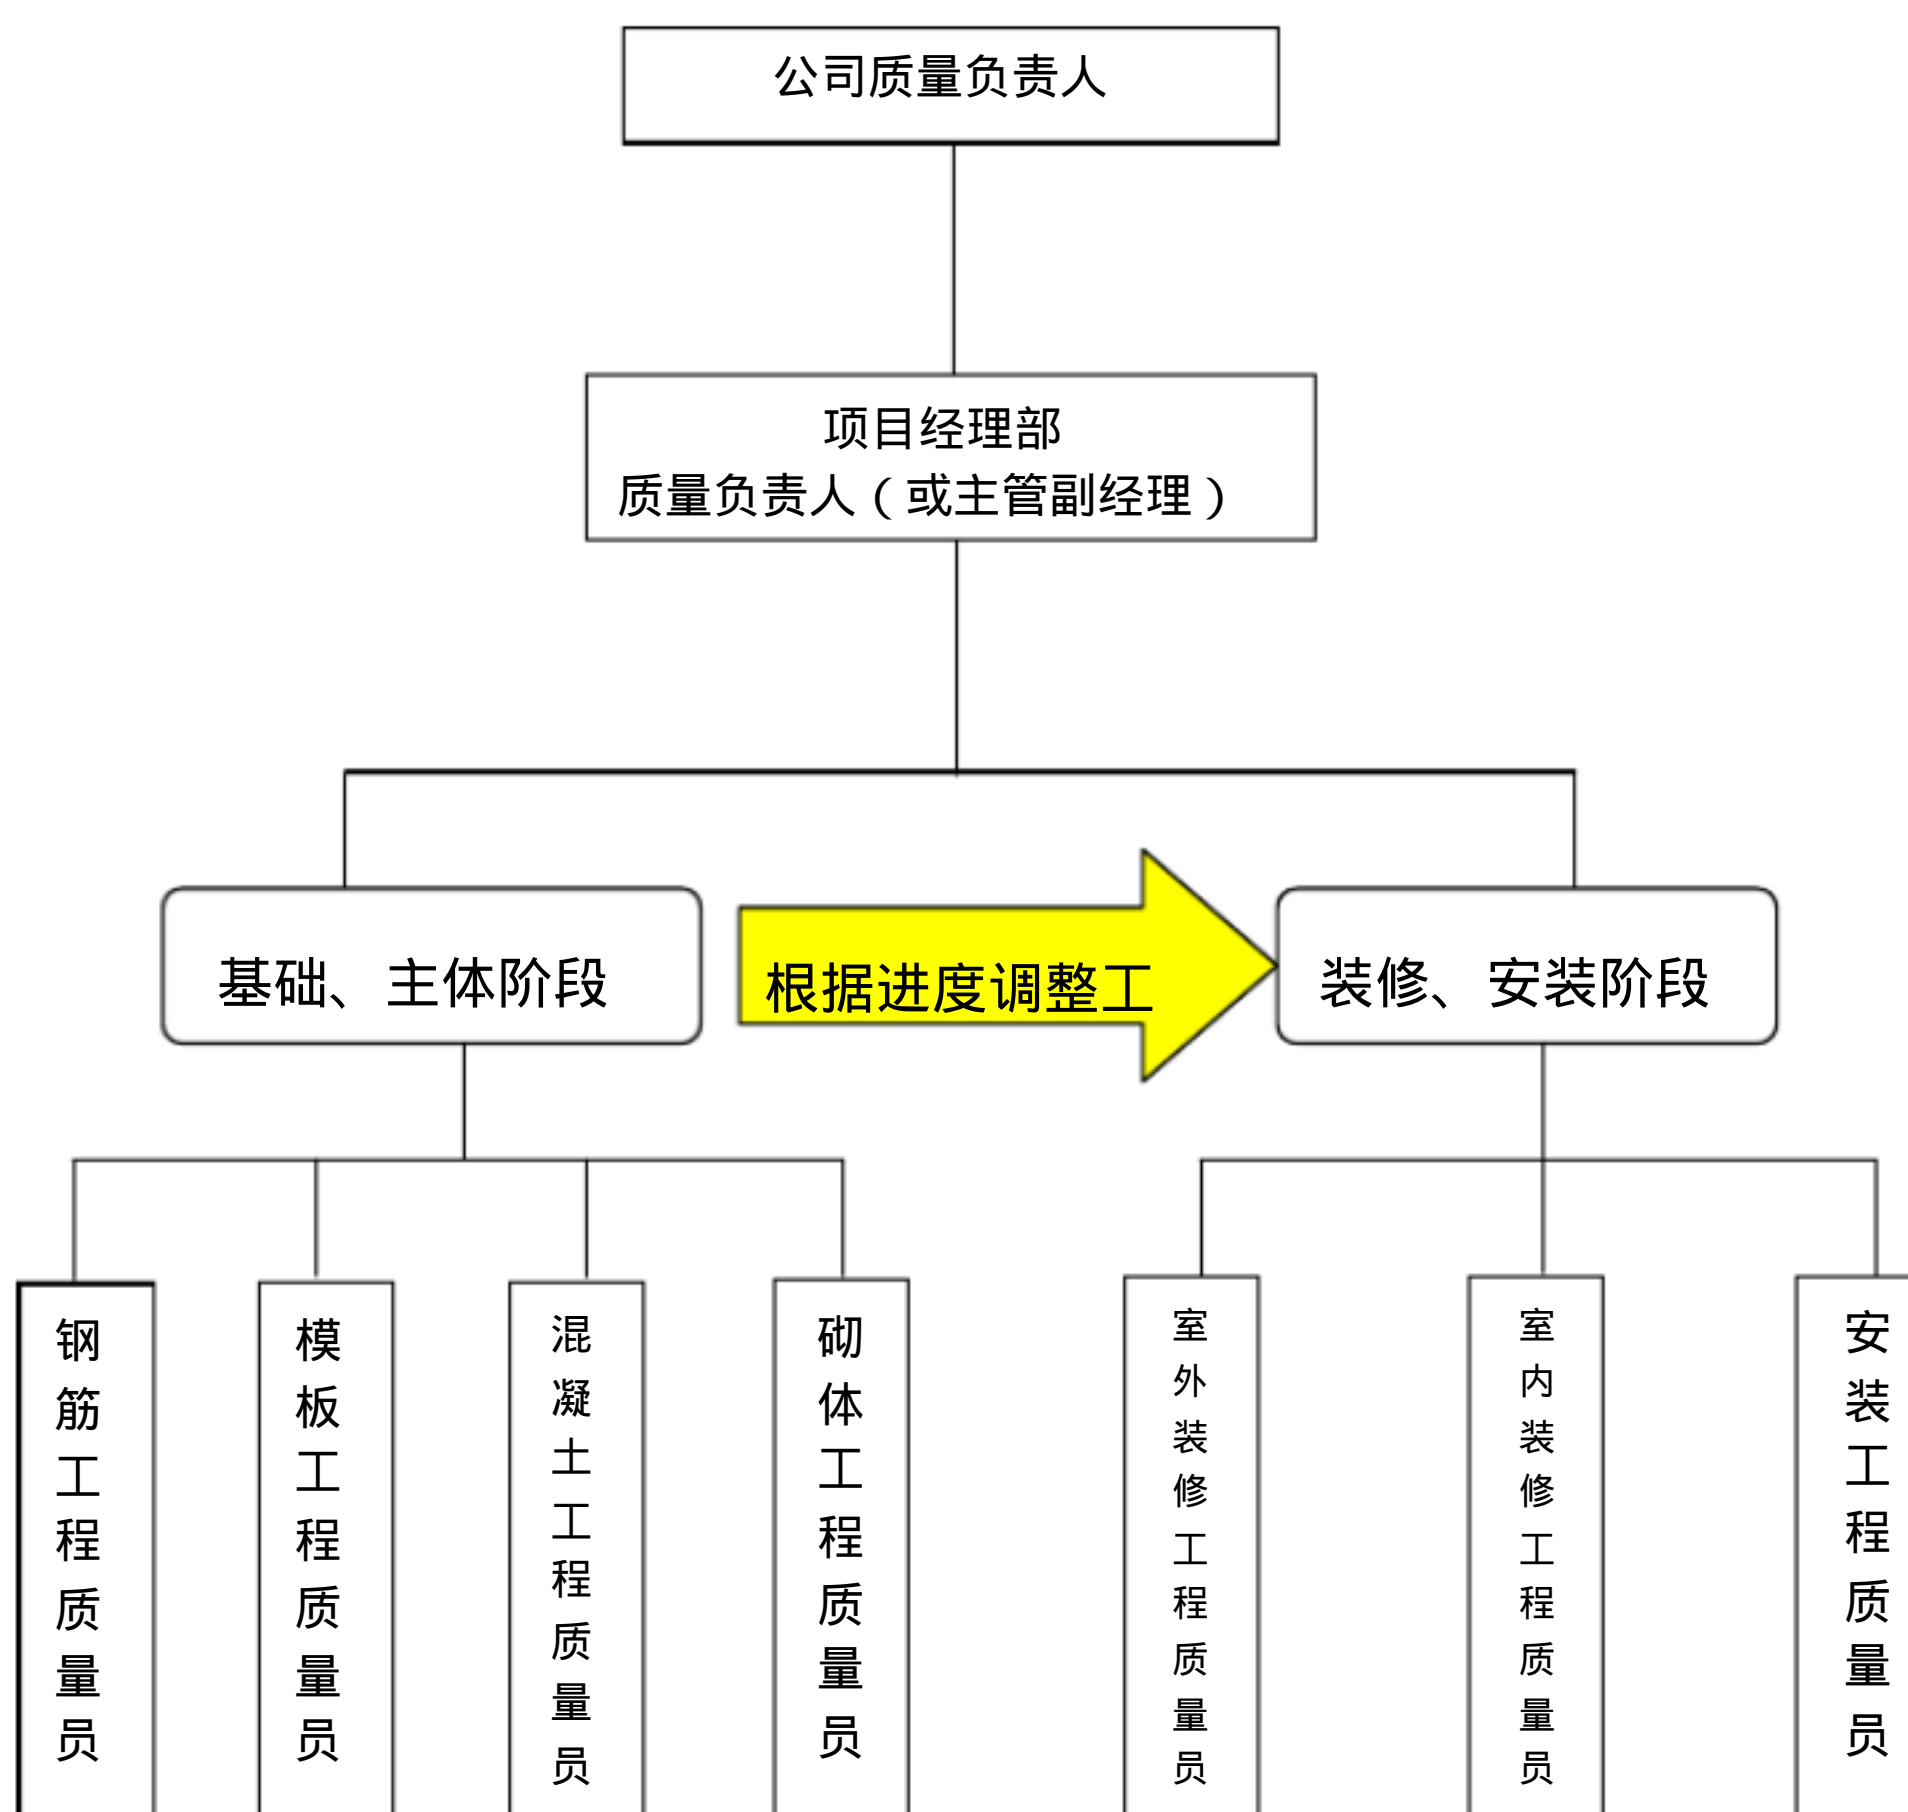 公司质量负责人
项目经理部
质量负责人（或主管副经理）
基础、主体阶段
根据进度调整工
装修、安装阶段
钢筋工程质量员
模板工程质量员
混凝土工程质量员
砌体工程质量员
室外装修工程质量员
室内装修工程质量员
安装工程质量员